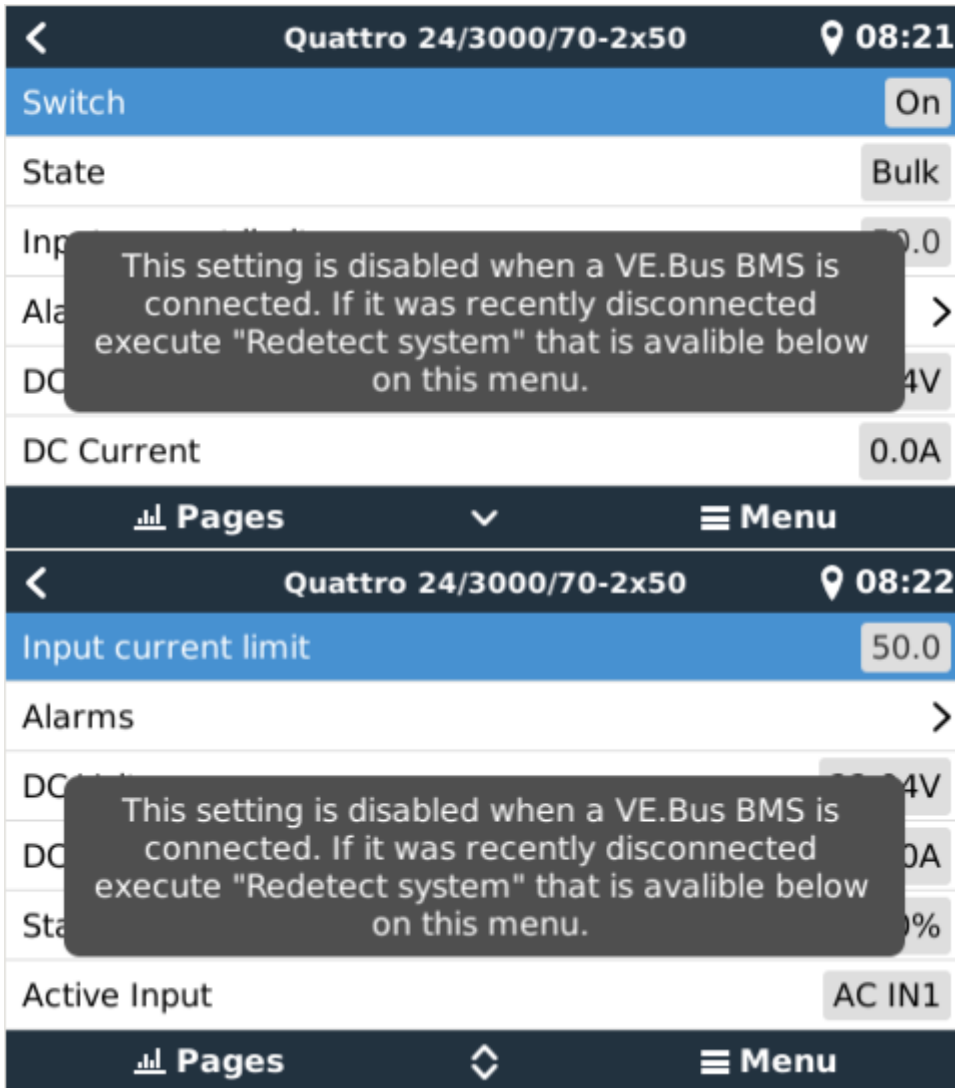 Quattro 24/3000/70-2x50 08:21
Switch On
State Bulk
This setting is disabled when a VE.Bus BMS is
connected. If it was recently disconnected
execute "Redetect system" that is avalible below
on this menu.
DC Current 0.0A
Pages Menu
Quattro 24/3000/70-2x50 08:22
Input current limit 50.0
Alarms
This setting is disabled when a VE.Bus BMS is
connected. If it was recently disconnected
execute "Redetect system" that is avalible below
on this menu.
Active Input AC IN1
Pages Menu